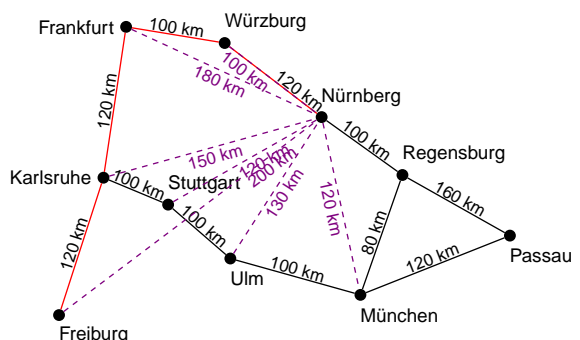 Würzburg
100 km
Frankfurt
100 km
180 km
120 km
Nürnberg
120 km
100 km
Regensburg
150 km
120 km
200 km
Karlsruhe
100 km
Stuttgart
130 km
120 km
160 km
100 km
80 km
120 km
120 km
Passau
Ulm
100 km
München
Freiburg